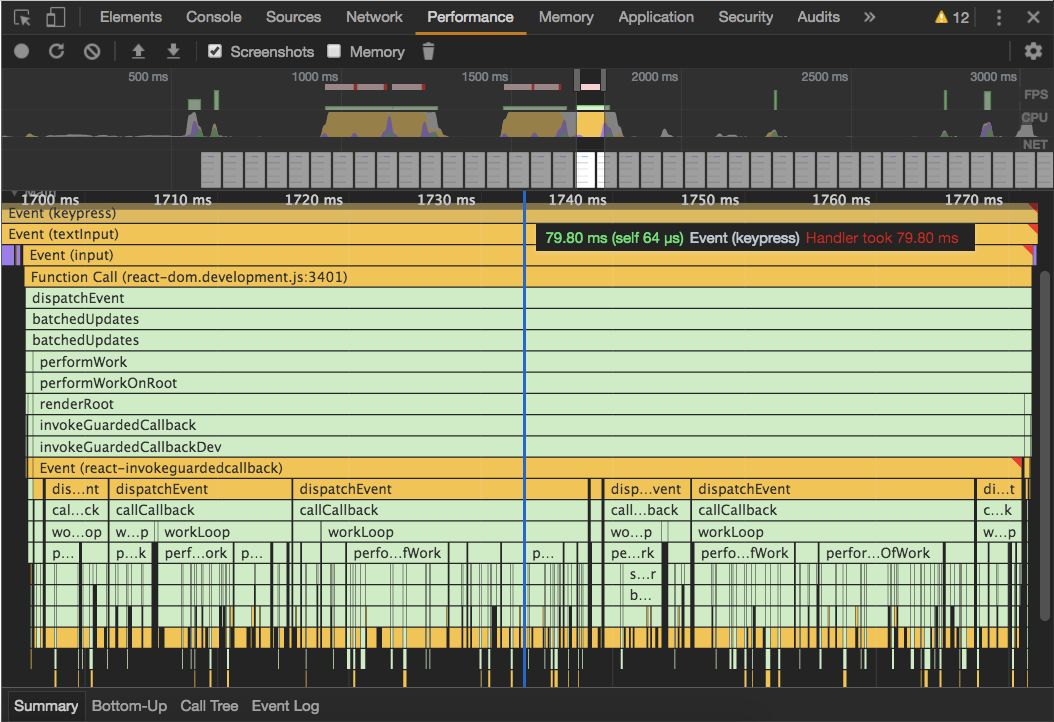 Elements Console Sources Network Performance Memory Application Security Audits » 12
Screenshots Memory
500 ms 1000 ms 1500 ms 2000 ms 2500 ms 3000 ms
FPS
CPU
NET
Main
1700 ms 1710 ms 1720 ms 1730 ms 1740 ms 1750 ms 1760 ms 1770 ms
Event (keypress)
Event (textInput)
79.80 ms (self 64 μs) Event (keypress) Handler took 79.80 ms
Event (input)
Function Call (react-dom.development.js:3401)
dispatchEvent
batchedUpdates
batchedUpdates
performWork
performWorkOnRoot
renderRoot
invokeGuardedCallback
invokeGuardedCallbackDev
Event (react-invokeguardedcallback)
dis…nt dispatchEvent dispatchEvent disp…vent dispatchEvent di…t
cal…ck callCallback callCallback call…back callCallback c…k
wo…op w…p workLoop workLoop wo…p workLoop w…p
p… p…k perf…ork p… perfo…fWork p… pe…rk perfo…fWork perfor…OfWork
s…r
b…
Summary Bottom-Up Call Tree Event Log